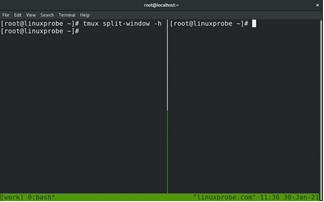 root@localhost:~
File Edit View Search Terminal Help
[root@linuxprobe ~]# tmux split-window -h
[root@linuxprobe ~]#
[root@linuxprobe ~]#
[work] 0:bash* "linuxprobe.com" 11:36 30-Jan-21